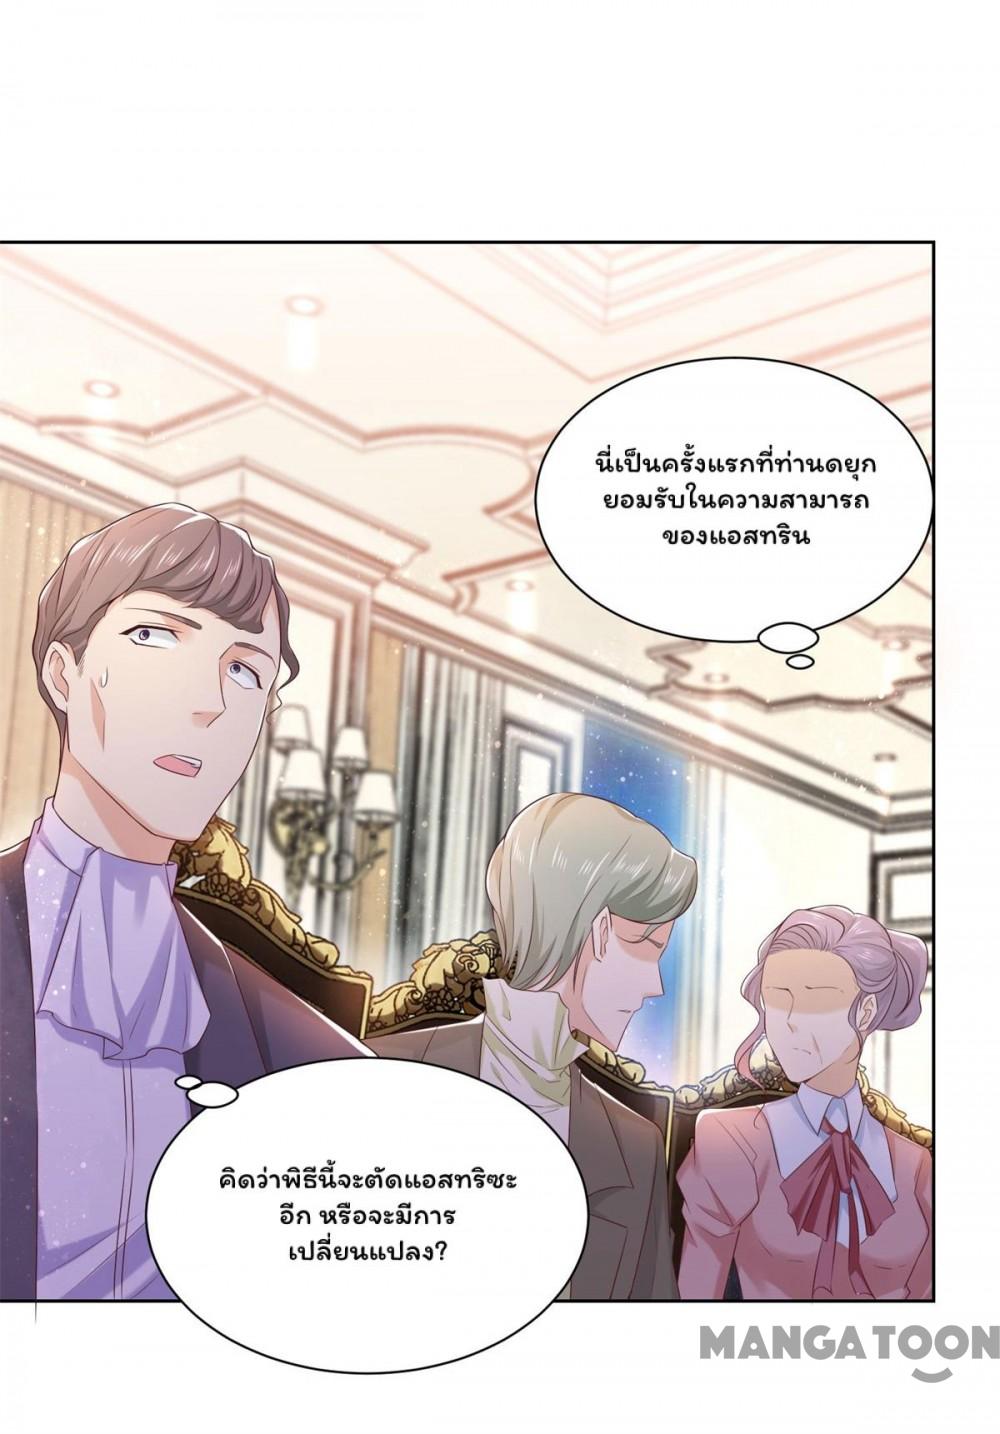 นี่เป็นครั้งแรกที่ท่านดยุก
ยอมรับในความสามารถ
ของแอสทริน
คิดว่าพิธีนี้จะตัดแอสทริซะ
อีก หรือจะมีการ
เปลี่ยนแปลง?
MANGATOON